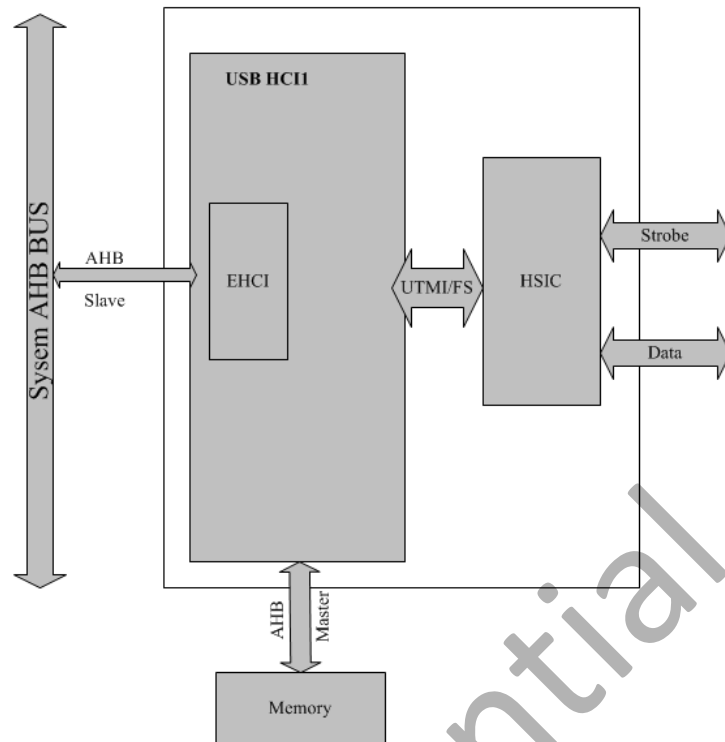 USB HCI1
Sysem AHB BUS
AHB
Slave
EHCI
UTMI/FS
HSIC
Strobe
Data
AHB
Master
Memory
ntial